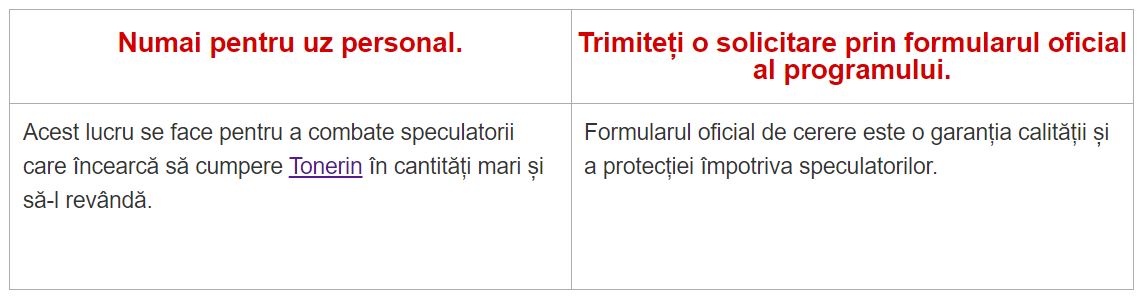 Numai pentru uz personal.
Trimiteți o solicitare prin formularul oficial
al programului.
Acest lucru se face pentru a combate speculatorii
care încearcă să cumpere Tonerin în cantități mari și
să-l revândă.
Formularul oficial de cerere este o garanția calității și
a protecției împotriva speculatorilor.